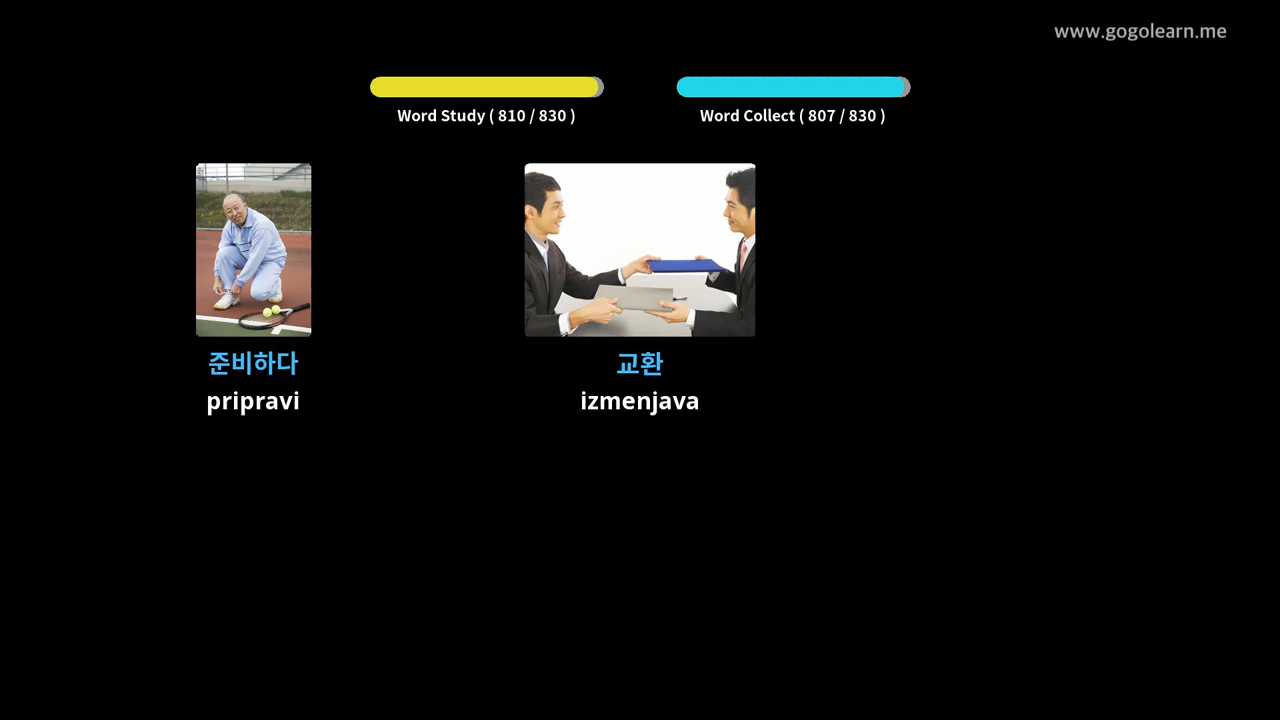 www.gogolearn.me
Word Study ( 810 / 830 )
Word Collect ( 807 / 830 )
준비하다
pripravi
교환
izmenjava